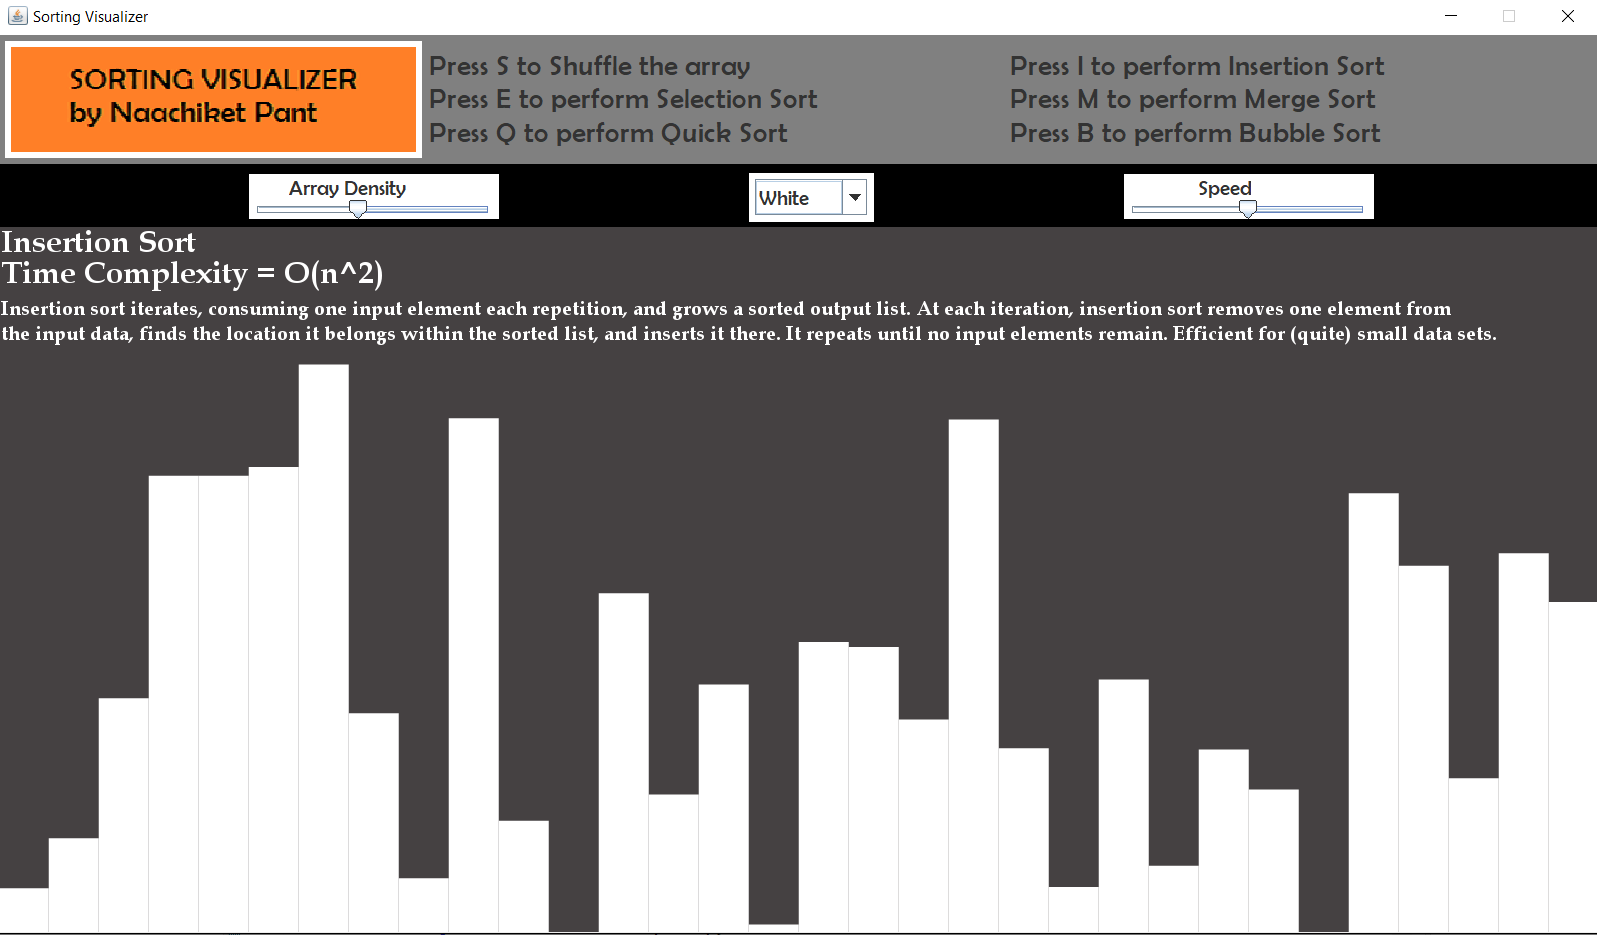 Sorting Visualizer
SORTING VISUALIZER
by Naachiket Pant
Press S to Shuffle the array
Press E to perform Selection Sort
Press Q to perform Quick Sort
Press I to perform Insertion Sort
Press M to perform Merge Sort
Press B to perform Bubble Sort
Array Density
White
Speed
Insertion Sort
Time Complexity = O(n^2)
Insertion sort iterates, consuming one input element each repetition, and grows a sorted output list. At each iteration, insertion sort removes one element from
the input data, finds the location it belongs within the sorted list, and inserts it there. It repeats until no input elements remain. Efficient for (quite) small data sets.